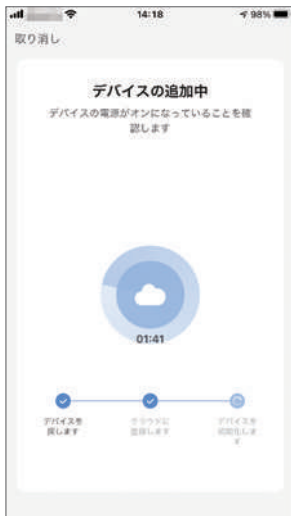 14:18
98%
取り消し
デバイスの追加中
デバイスの電源がオンになっていることを確
認します
01:41
デバイスを
探します
クラウドに
登録します
デバイスを
初期化しま
す